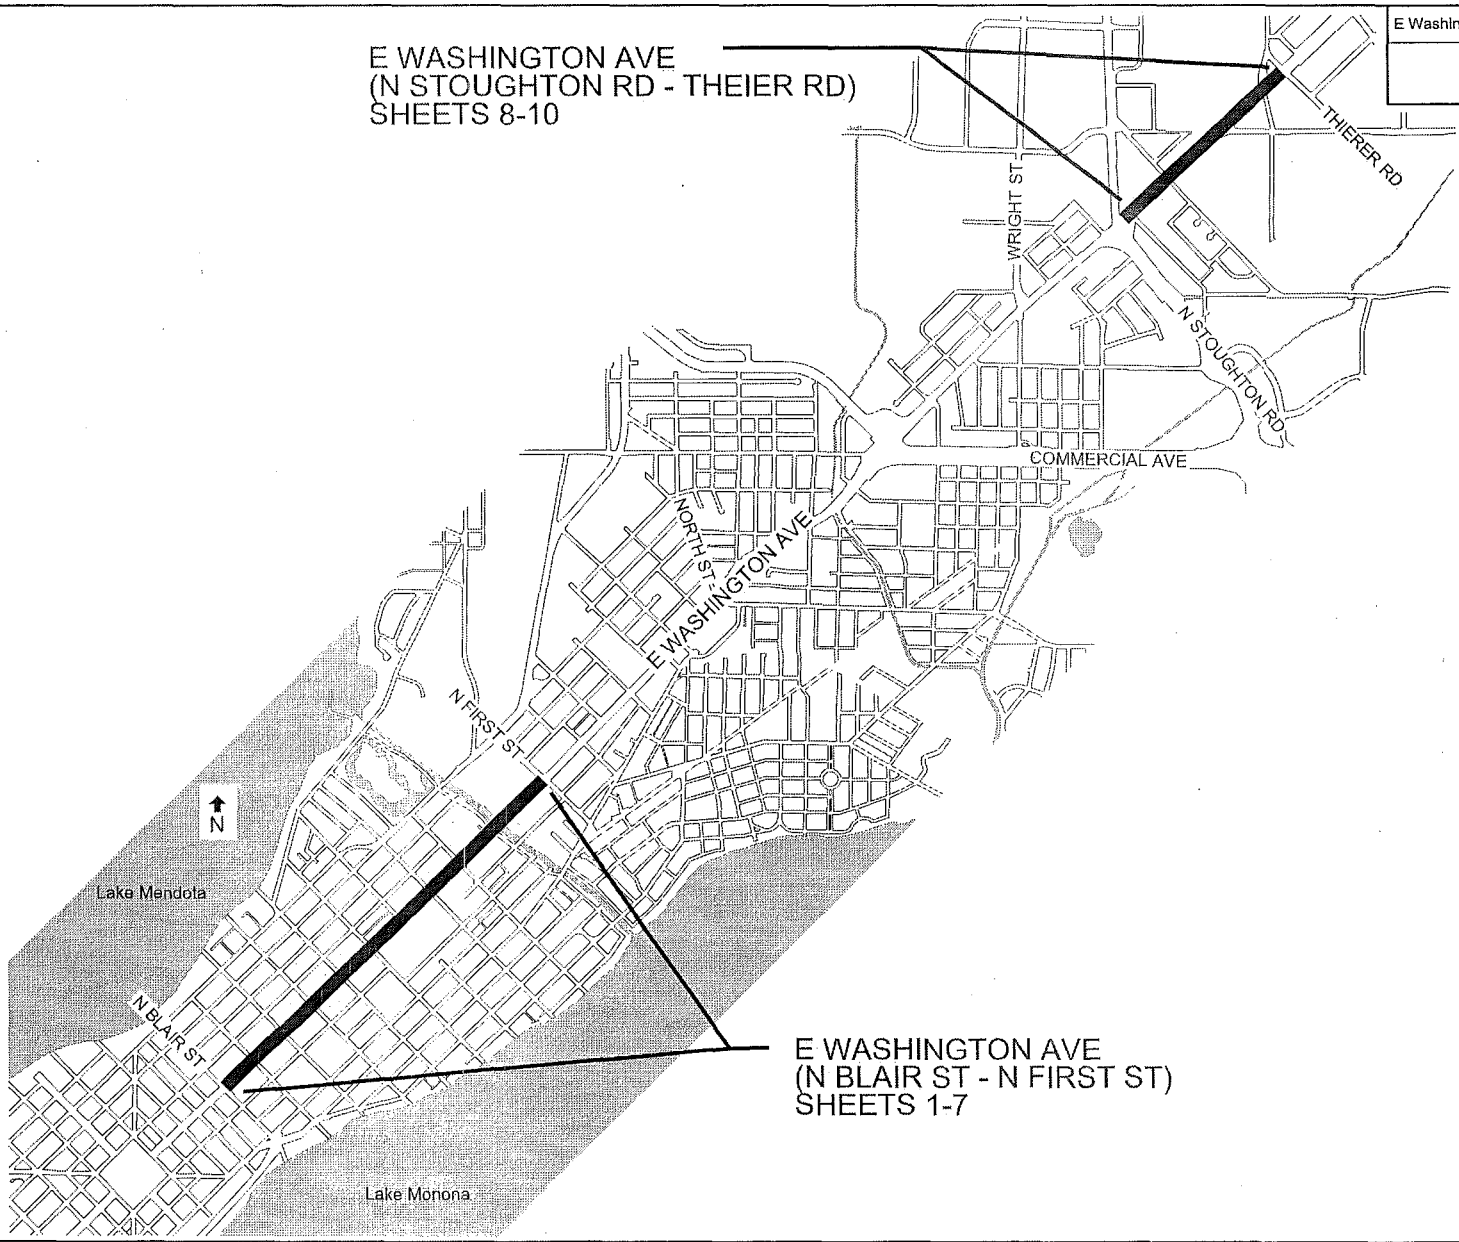 E WASHINGTON AVE
(N STOUGHTON RD - THEIER RD)
SHEETS 8-10
THIERER RD
WRIGHT ST
N STOUGHTON RD
COMMERCIAL AVE
NORTH ST
E WASHINGTON AVE
N FIRST ST
N
Lake Mendota
N BLAIR ST
E WASHINGTON AVE
(N BLAIR ST - N FIRST ST)
SHEETS 1-7
Lake Monona